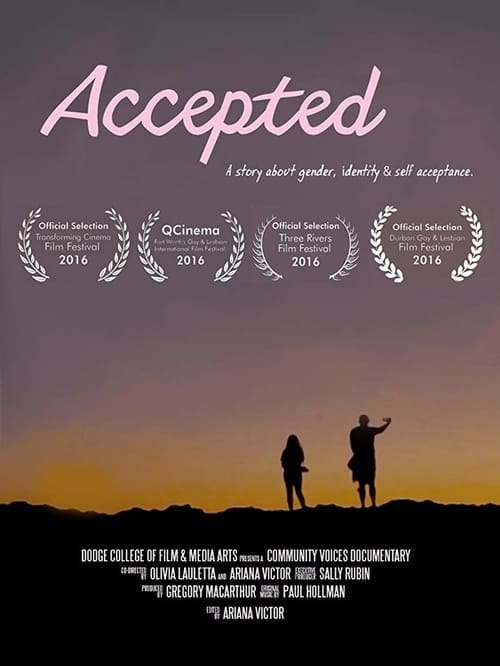 Accepted
A story about gender, identity & self acceptance.
Official Selection
Transforming Cinema
Film Festival
2016
QCinema
Fort Worth's Gay & Lesbian
International Film Festival
2016
Official Selection
Three Rivers
Film Festival
2016
Official Selection
Durban Gay & Lesbian
Film Festival
2016
DODGE COLLEGE OF FILM & MEDIA ARTS PRESENTS A COMMUNITY VOICES DOCUMENTARY
CO-DIRECTED BY OLIVIA LAULETTA AND ARIANA VICTOR EXECUTIVE PRODUCER SALLY RUBIN
PRODUCED BY GREGORY MACARTHUR ORIGINAL MUSIC BY PAUL HOLLMAN
EDITED BY ARIANA VICTOR